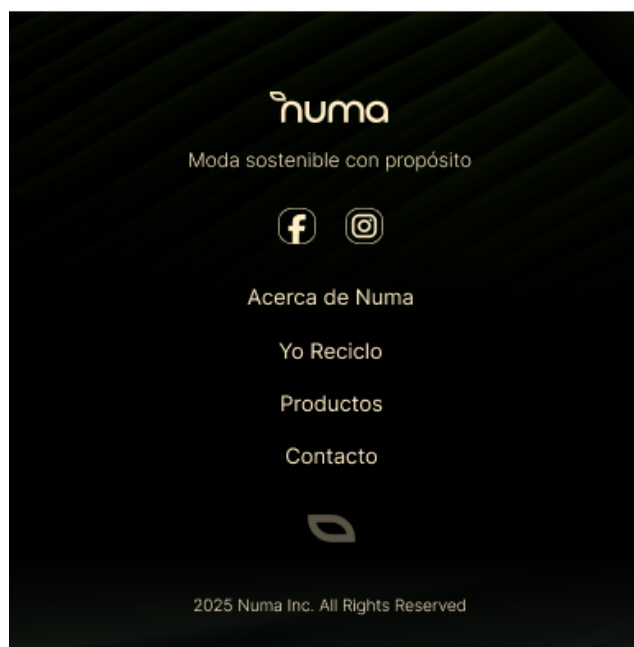 numa
Moda sostenible con propósito
Acerca de Numa
Yo Reciclo
Productos
Contacto
2025 Numa Inc. All Rights Reserved